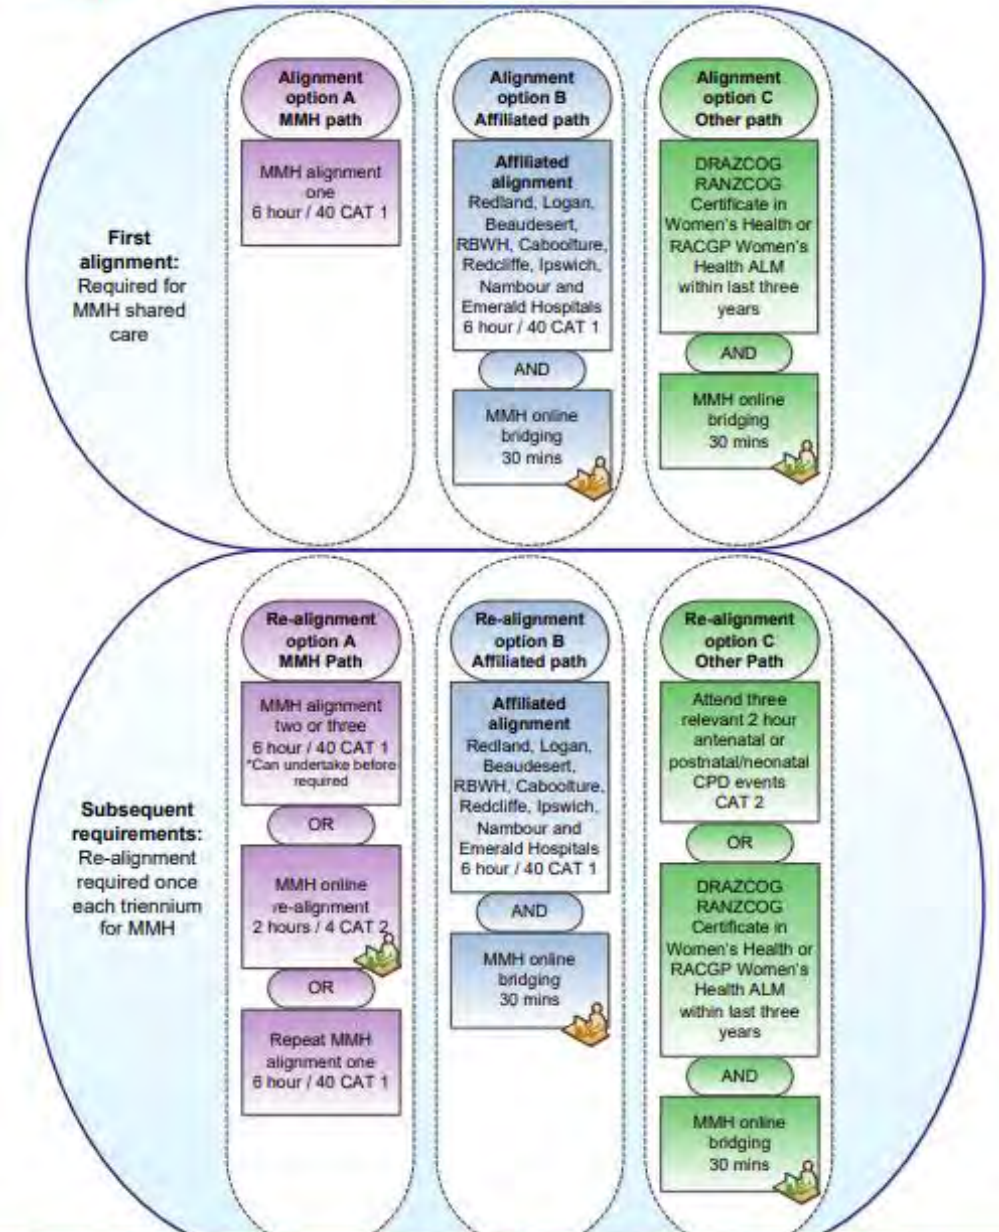 First
alignment:
Required for
MMH shared
care
Alignment
option A
MMH path
MMH alignment
one
6 hour / 40 CAT 1
Alignment
option B
Affiliated path
Affiliated
alignment
Redland, Logan,
Beaudesert,
RBWH, Caboolture,
Redcliffe, Ipswich,
Nambour and
Emerald Hospitals
6 hour / 40 CAT 1
AND
MMH online
bridging
30 mins
Alignment
option C
Other path
DRAZCOG
RANZCOG
Certificate in
Women's Health or
RACGP Women's
Health ALM
within last three
years
AND
MMH online
bridging
30 mins
Subsequent
requirements:
Re-alignment
required once
each triennium
for MMH
Re-alignment
option A
MMH Path
MMH alignment
two or three
6 hour / 40 CAT 1
*Can undertake before
required
OR
MMH online
re-alignment
2 hours / 4 CAT 2
OR
Repeat MMH
alignment one
6 hour / 40 CAT 1
Re-alignment
option B
Affiliated path
Affiliated
alignment
Redland, Logan,
Beaudesert,
RBWH, Caboolture,
Redcliffe, Ipswich,
Nambour and
Emerald Hospitals
6 hour / 40 CAT 1
AND
MMH online
bridging
30 mins
Re-alignment
option C
Other Path
Attend three
relevant 2 hour
antenatal or
postnatal/neonatal
CPD events
CAT 2
OR
DRAZCOG
RANZCOG
Certificate in
Women's Health or
RACGP Women's
Health ALM
within last three
years
AND
MMH online
bridging
30 mins